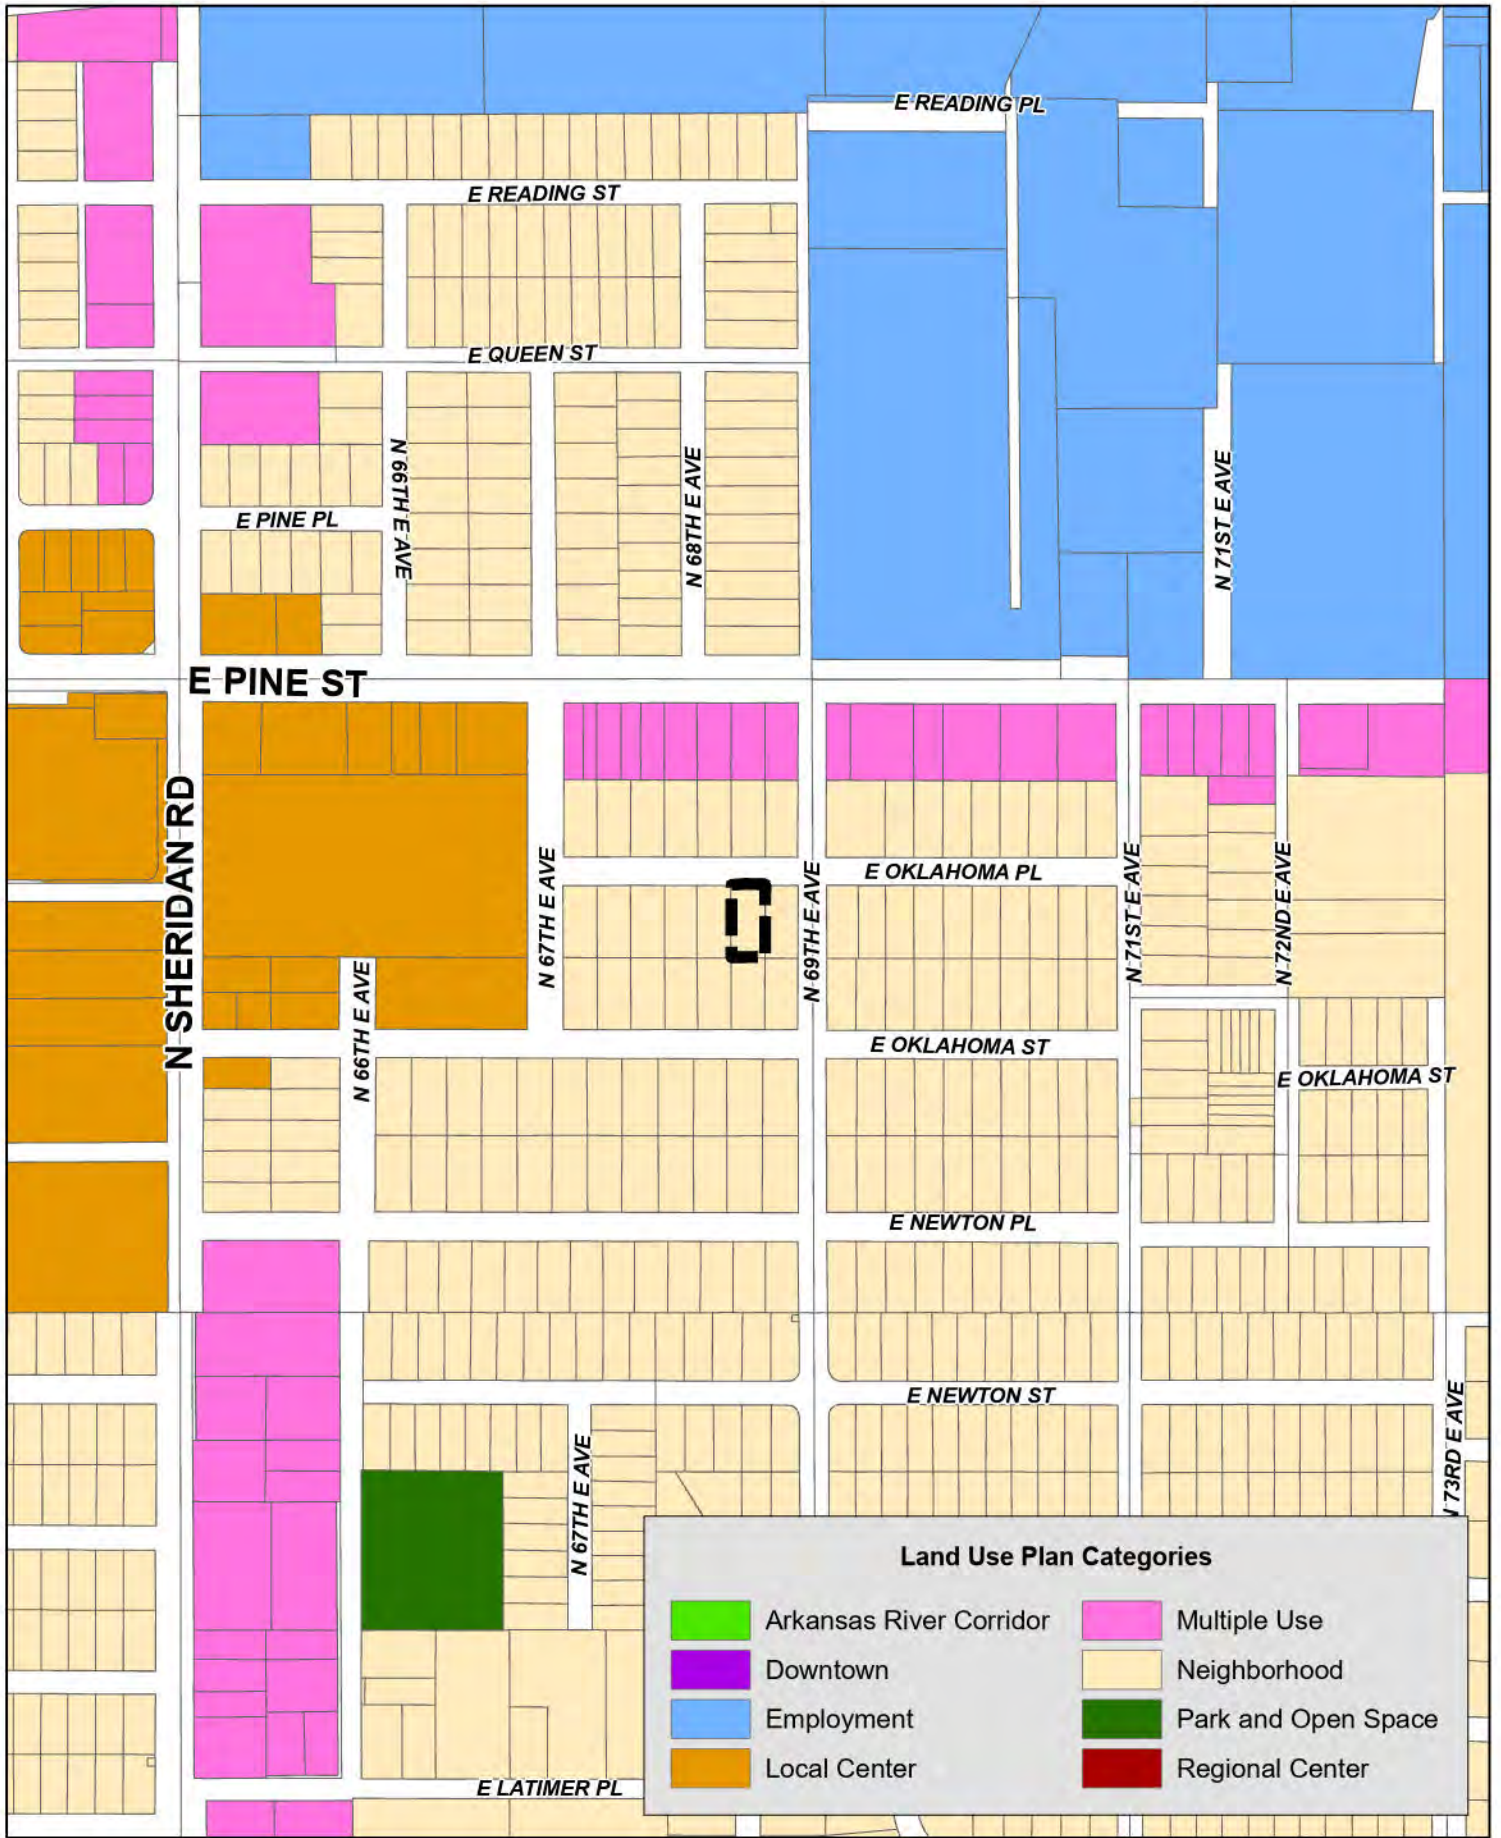 E READING PL
E READING ST
E QUEEN ST
N 66TH E AVE
N 68TH E AVE
N 71ST E AVE
E PINE PL
E PINE ST
N SHERIDAN RD
N 67TH E AVE
E OKLAHOMA PL
N 69TH E AVE
N 71ST E AVE
N 72ND E AVE
N 66TH E AVE
E OKLAHOMA ST
E OKLAHOMA ST
E NEWTON PL
E NEWTON ST
N 73RD E AVE
N 67TH E AVE
E LATIMER PL
Land Use Plan Categories
Arkansas River Corridor
Downtown
Employment
Local Center
Multiple Use
Neighborhood
Park and Open Space
Regional Center